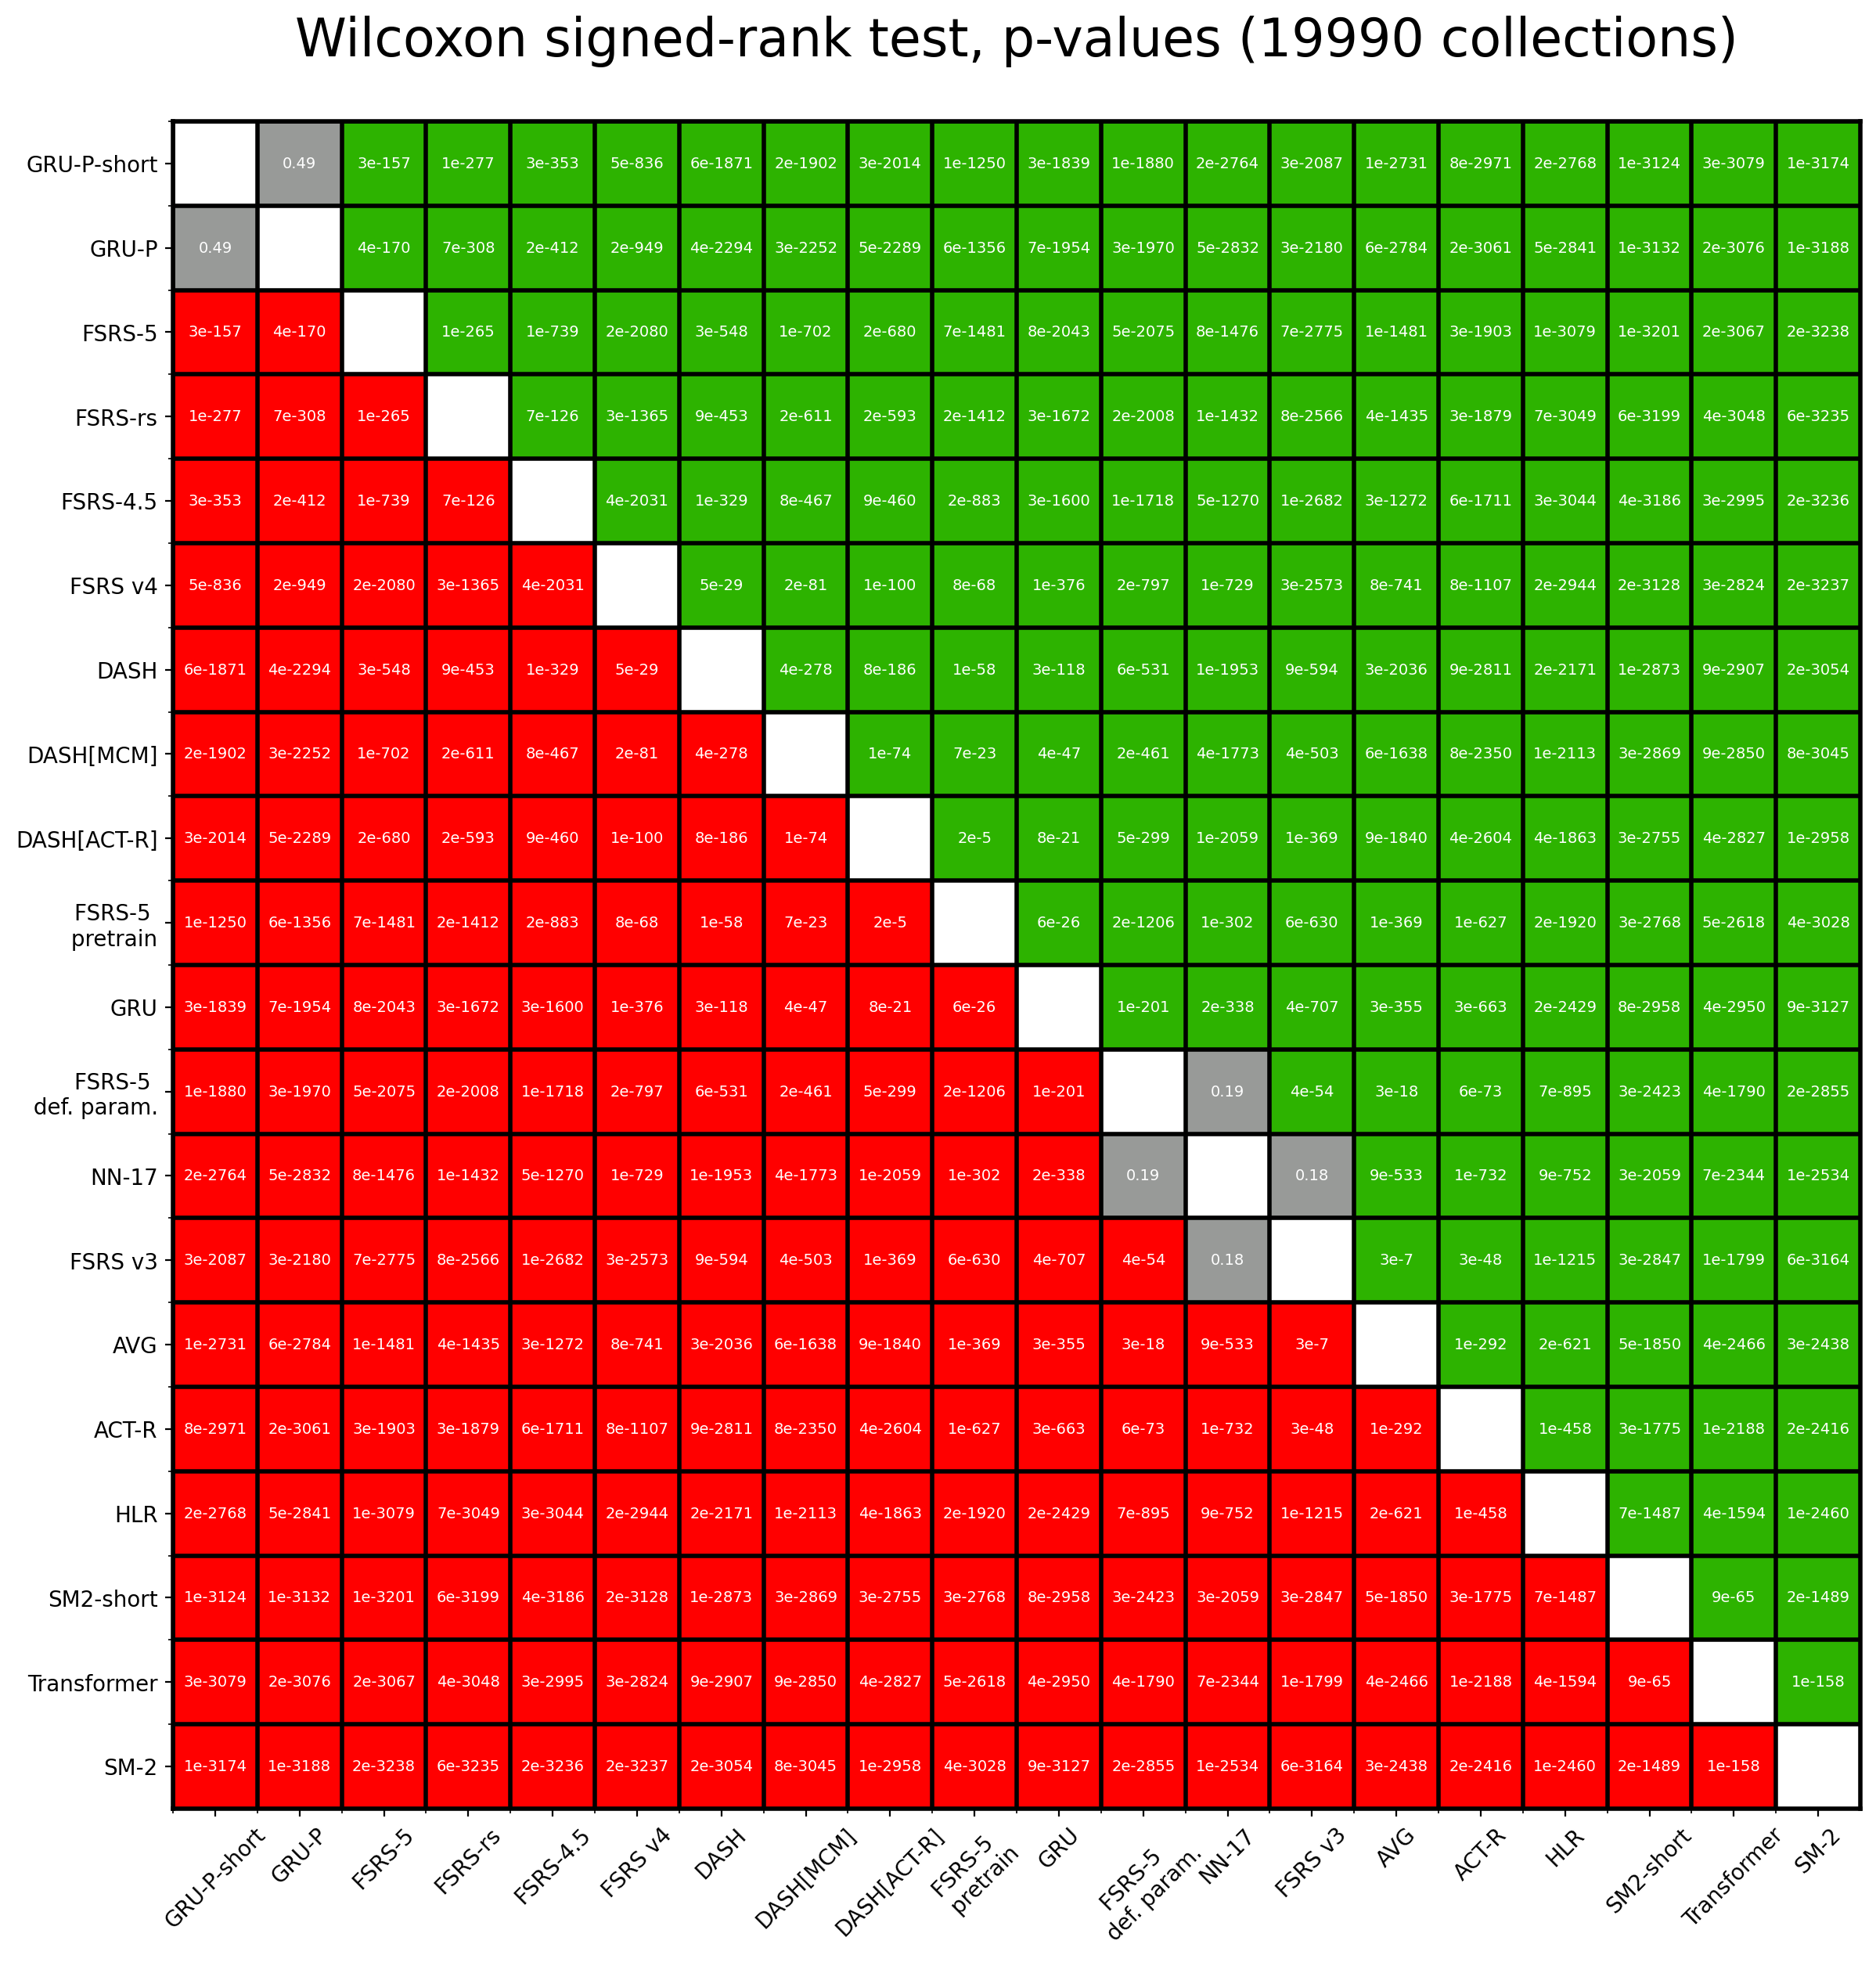 Wilcoxon signed-rank test, p-values (19990 collections)
GRU-P-short 0.49 3e-157 1e-277 3e-353 5e-836 6e-1871 2e-1902 3e-2014 1e-1250 3e-1839 1e-1880 2e-2764 3e-2087 1e-2731 8e-2971 2e-2768 1e-3124 3e-3079 1e-3174
GRU-P 0.49 4e-170 7e-308 2e-412 2e-949 4e-2294 3e-2252 5e-2289 6e-1356 7e-1954 3e-1970 5e-2832 3e-2180 6e-2784 2e-3061 5e-2841 1e-3132 2e-3076 1e-3188
FSRS-5 3e-157 4e-170 1e-265 1e-739 2e-2080 3e-548 1e-702 2e-680 7e-1481 8e-2043 5e-2075 8e-1476 7e-2775 1e-1481 3e-1903 1e-3079 1e-3201 2e-3067 2e-3238
FSRS-rs 1e-277 7e-308 1e-265 7e-126 3e-1365 9e-453 2e-611 2e-593 2e-1412 3e-1672 2e-2008 1e-1432 8e-2566 4e-1435 3e-1879 7e-3049 6e-3199 4e-3048 6e-3235
FSRS-4.5 3e-353 2e-412 1e-739 7e-126 4e-2031 1e-329 8e-467 9e-460 2e-883 3e-1600 1e-1718 5e-1270 1e-2682 3e-1272 6e-1711 3e-3044 4e-3186 3e-2995 2e-3236
FSRS v4 5e-836 2e-949 2e-2080 3e-1365 4e-2031 5e-29 2e-81 1e-100 8e-68 1e-376 2e-797 1e-729 3e-2573 8e-741 8e-1107 2e-2944 2e-3128 3e-2824 2e-3237
DASH 6e-1871 4e-2294 3e-548 9e-453 1e-329 5e-29 4e-278 8e-186 1e-58 3e-118 6e-531 1e-1953 9e-594 3e-2036 9e-2811 2e-2171 1e-2873 9e-2907 2e-3054
DASH[MCM] 2e-1902 3e-2252 1e-702 2e-611 8e-467 2e-81 4e-278 1e-74 7e-23 4e-47 2e-461 4e-1773 4e-503 6e-1638 8e-2350 1e-2113 3e-2869 9e-2850 8e-3045
DASH[ACT-R] 3e-2014 5e-2289 2e-680 2e-593 9e-460 1e-100 8e-186 1e-74 2e-5 8e-21 5e-299 1e-2059 1e-369 9e-1840 4e-2604 4e-1863 3e-2755 4e-2827 1e-2958
FSRS-5
pretrain 1e-1250 6e-1356 7e-1481 2e-1412 2e-883 8e-68 1e-58 7e-23 2e-5 6e-26 2e-1206 1e-302 6e-630 1e-369 1e-627 2e-1920 3e-2768 5e-2618 4e-3028
GRU 3e-1839 7e-1954 8e-2043 3e-1672 3e-1600 1e-376 3e-118 4e-47 8e-21 6e-26 1e-201 2e-338 4e-707 3e-355 3e-663 2e-2429 8e-2958 4e-2950 9e-3127
FSRS-5
def. param. 1e-1880 3e-1970 5e-2075 2e-2008 1e-1718 2e-797 6e-531 2e-461 5e-299 2e-1206 1e-201 0.19 4e-54 3e-18 6e-73 7e-895 3e-2423 4e-1790 2e-2855
NN-17 2e-2764 5e-2832 8e-1476 1e-1432 5e-1270 1e-729 1e-1953 4e-1773 1e-2059 1e-302 2e-338 0.19 0.18 9e-533 1e-732 9e-752 3e-2059 7e-2344 1e-2534
FSRS v3 3e-2087 3e-2180 7e-2775 8e-2566 1e-2682 3e-2573 9e-594 4e-503 1e-369 6e-630 4e-707 4e-54 0.18 3e-7 3e-48 1e-1215 3e-2847 1e-1799 6e-3164
AVG 1e-2731 6e-2784 1e-1481 4e-1435 3e-1272 8e-741 3e-2036 6e-1638 9e-1840 1e-369 3e-355 3e-18 9e-533 3e-7 1e-292 2e-621 5e-1850 4e-2466 3e-2438
ACT-R 8e-2971 2e-3061 3e-1903 3e-1879 6e-1711 8e-1107 9e-2811 8e-2350 4e-2604 1e-627 3e-663 6e-73 1e-732 3e-48 1e-292 1e-458 3e-1775 1e-2188 2e-2416
HLR 2e-2768 5e-2841 1e-3079 7e-3049 3e-3044 2e-2944 2e-2171 1e-2113 4e-1863 2e-1920 2e-2429 7e-895 9e-752 1e-1215 2e-621 1e-458 7e-1487 4e-1594 1e-2460
SM2-short 1e-3124 1e-3132 1e-3201 6e-3199 4e-3186 2e-3128 1e-2873 3e-2869 3e-2755 3e-2768 8e-2958 3e-2423 3e-2059 3e-2847 5e-1850 3e-1775 7e-1487 9e-65 2e-1489
Transformer 3e-3079 2e-3076 2e-3067 4e-3048 3e-2995 3e-2824 9e-2907 9e-2850 4e-2827 5e-2618 4e-2950 4e-1790 7e-2344 1e-1799 4e-2466 1e-2188 4e-1594 9e-65 1e-158
SM-2 1e-3174 1e-3188 2e-3238 6e-3235 2e-3236 2e-3237 2e-3054 8e-3045 1e-2958 4e-3028 9e-3127 2e-2855 1e-2534 6e-3164 3e-2438 2e-2416 1e-2460 2e-1489 1e-158
GRU-P-short
GRU-P
FSRS-5
FSRS-rs
FSRS-4.5
FSRS v4
DASH
DASH[MCM]
DASH[ACT-R]
FSRS-5
pretrain
GRU
FSRS-5
def. param.
NN-17
FSRS v3
AVG
ACT-R
HLR
SM2-short
Transformer
SM-2